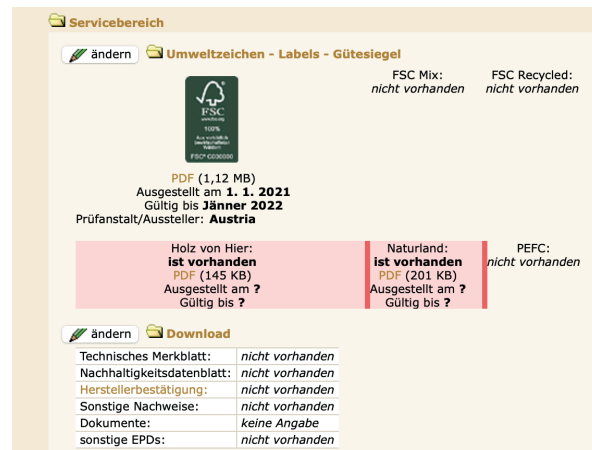 Servicebereich
ändern
Umweltzeichen - Labels - Gütesiegel
FSC
100%
FSC® C000000
PDF (1,12 MB)
Ausgestellt am 1. 1. 2021
Gültig bis Jänner 2022
Prüfanstalt/Aussteller: Austria
FSC Mix:
nicht vorhanden
FSC Recycled:
nicht vorhanden
Holz von Hier:
ist vorhanden
PDF (145 KB)
Ausgestellt am ?
Gültig bis ?
Naturland:
ist vorhanden
PDF (201 KB)
Ausgestellt am ?
Gültig bis ?
PEFC:
nicht vorhanden
ändern
Download
Technisches Merkblatt: nicht vorhanden
Nachhaltigkeitsdatenblatt: nicht vorhanden
Herstellerbestätigung: nicht vorhanden
Sonstige Nachweise: nicht vorhanden
Dokumente: keine Angabe
sonstige EPDs: nicht vorhanden